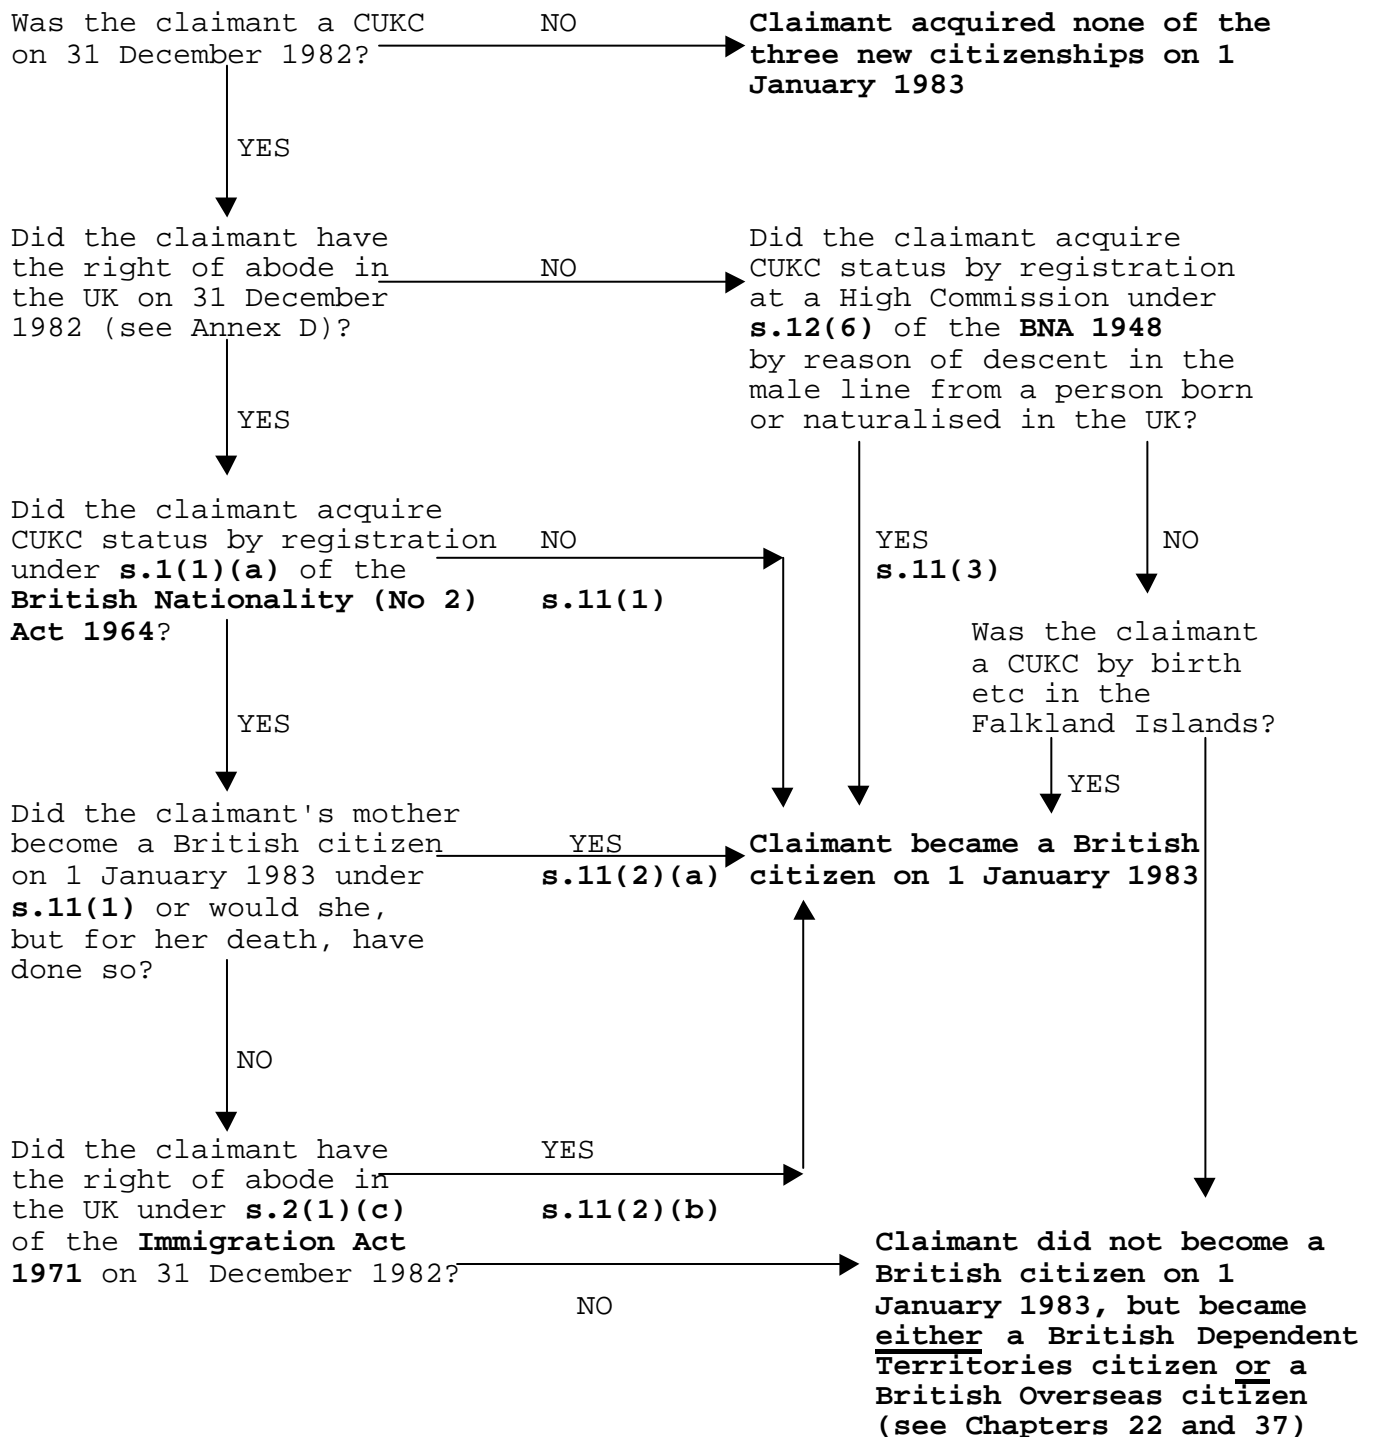 Was the claimant a CUKC
on 31 December 1982?
NO
Claimant acquired none of the
three new citizenships on 1
January 1983
YES
Did the claimant have
the right of abode in
the UK on 31 December
1982 (see Annex D)?
NO
Did the claimant acquire
CUKC status by registration
at a High Commission under
s.12(6) of the BNA 1948
by reason of descent in the
male line from a person born
or naturalised in the UK?
YES
Did the claimant acquire
CUKC status by registration
under s.1(1)(a) of the
British Nationality (No 2)
Act 1964?
NO
s.11(1)
YES
s.11(3)
NO
Was the claimant
a CUKC by birth
etc in the
Falkland Islands?
YES
YES
Did the claimant's mother
become a British citizen
on 1 January 1983 under
s.11(1) or would she,
but for her death, have
done so?
YES
s.11(2)(a)
Claimant became a British
citizen on 1 January 1983
NO
Did the claimant have
the right of abode in
the UK under s.2(1)(c)
of the Immigration Act
1971 on 31 December 1982?
YES
s.11(2)(b)
NO
Claimant did not become a
British citizen on 1
January 1983, but became
either a British Dependent
Territories citizen or a
British Overseas citizen
(see Chapters 22 and 37)